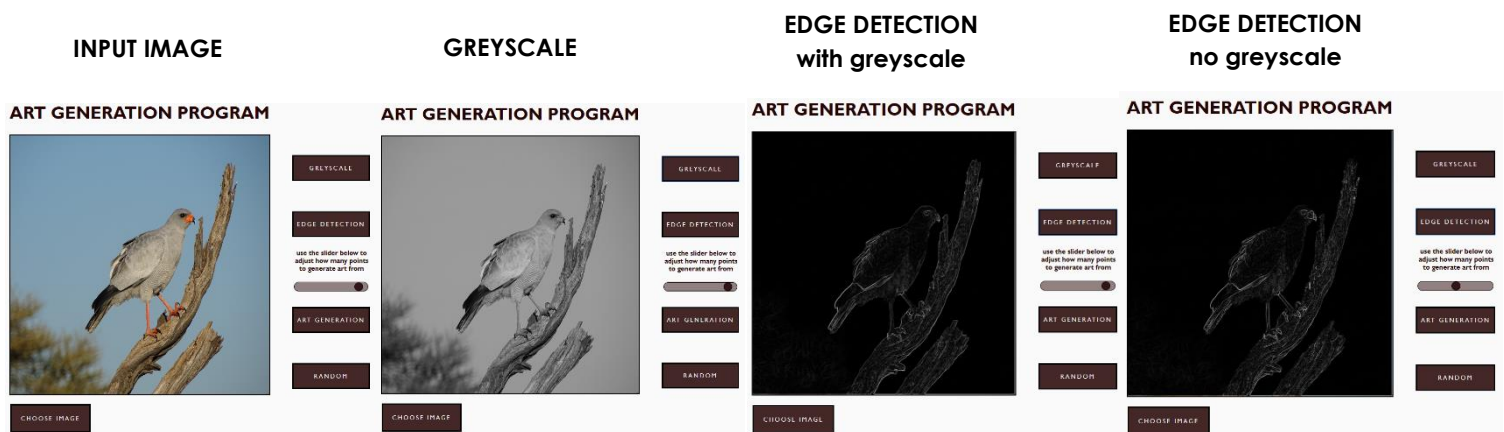 INPUT IMAGE
GREYSCALE
EDGE DETECTION
with greyscale
EDGE DETECTION
no greyscale
ART GENERATION PROGRAM
GREYSCALE
EDGE DETECTION
use the slider below to
adjust how many points
to generate art from
ART GENERATION
RANDOM
CHOOSE IMAGE
ART GENERATION PROGRAM
GREYSCALE
EDGE DETECTION
use the slider below to
adjust how many points
to generate art from
ART GENERATION
RANDOM
CHOOSE IMAGE
ART GENERATION PROGRAM
GREYSCALE
EDGE DETECTION
use the slider below to
adjust how many points
to generate art from
ART GENERATION
RANDOM
CHOOSE IMAGE
ART GENERATION PROGRAM
GREYSCALE
EDGE DETECTION
use the slider below to
adjust how many points
to generate art from
ART GENERATION
RANDOM
CHOOSE IMAGE